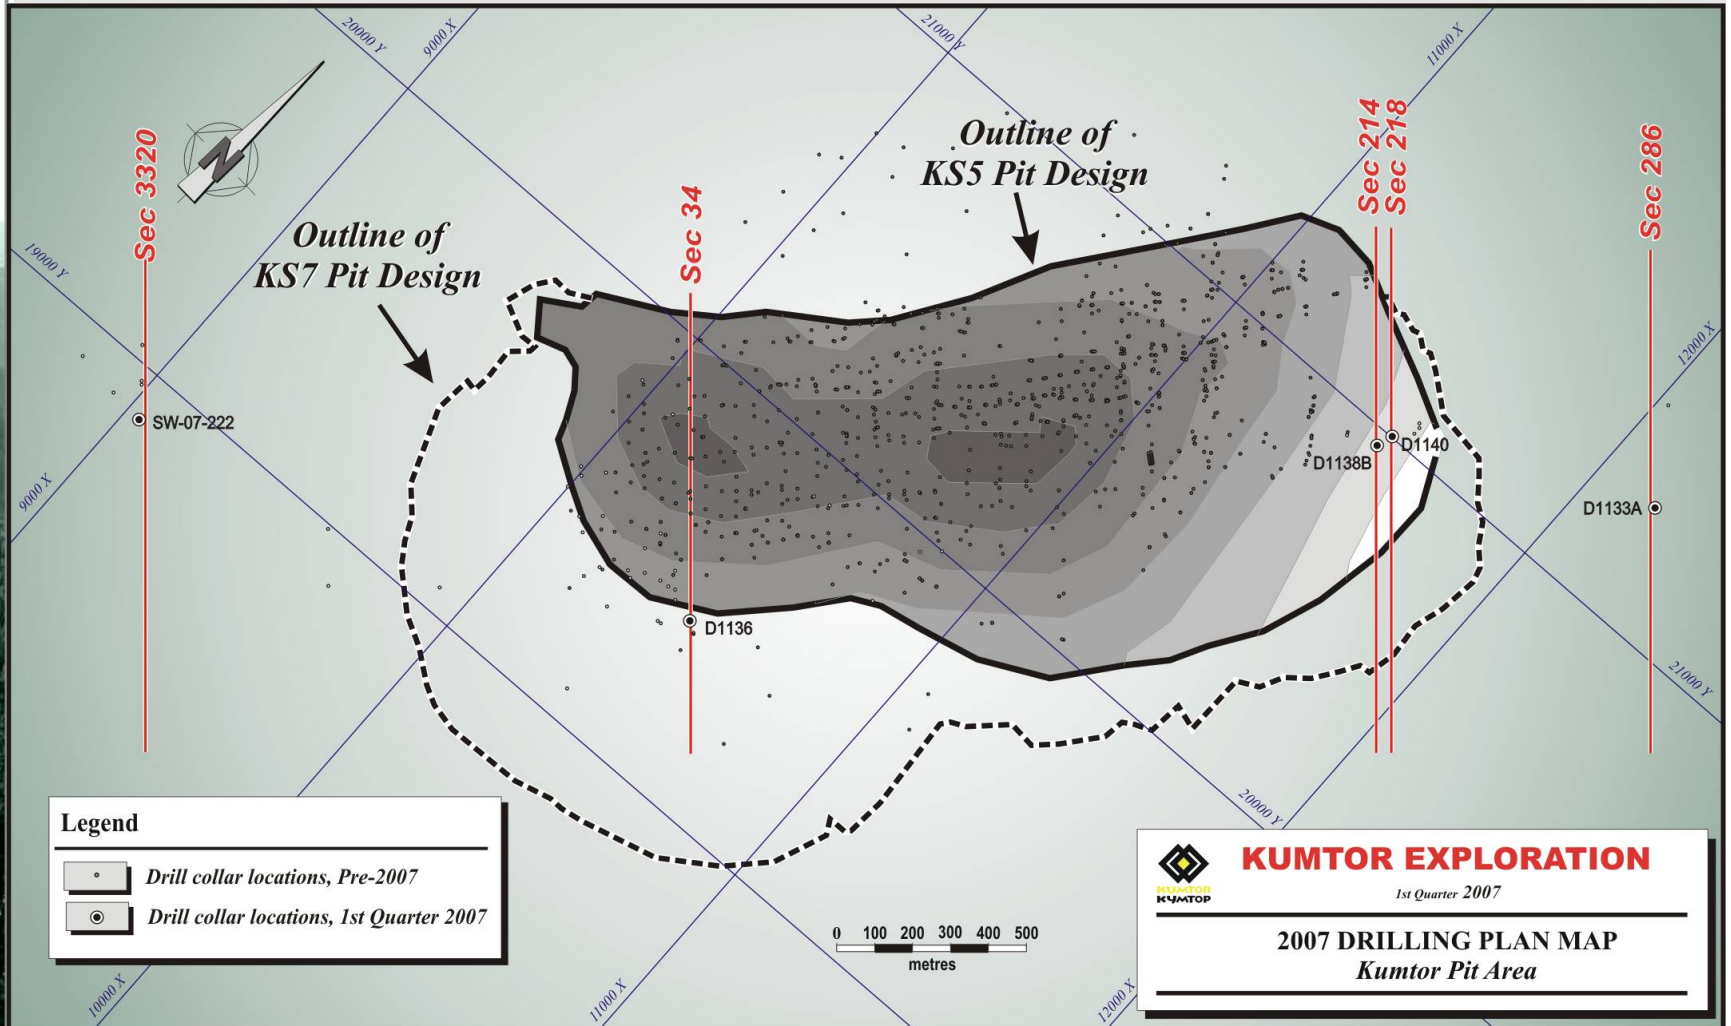 20000 Y
9000 X
21000 Y
11000 X
Sec 3320
N
Outline of
KS5 Pit Design
Sec 214
Sec 218
Sec 286
19000 Y
Outline of
KS7 Pit Design
Sec 34
12000 X
SW-07-222
D1140
D1138B
9000 X
D1133A
D1136
21000 Y
20000 Y
Legend
Drill collar locations, Pre-2007
Drill collar locations, 1st Quarter 2007
0 100 200 300 400 500
metres
10000 X
11000 X
12000 X
KUMTOR
КУМТОР
KUMTOR EXPLORATION
1st Quarter 2007
2007 DRILLING PLAN MAP
Kumtor Pit Area